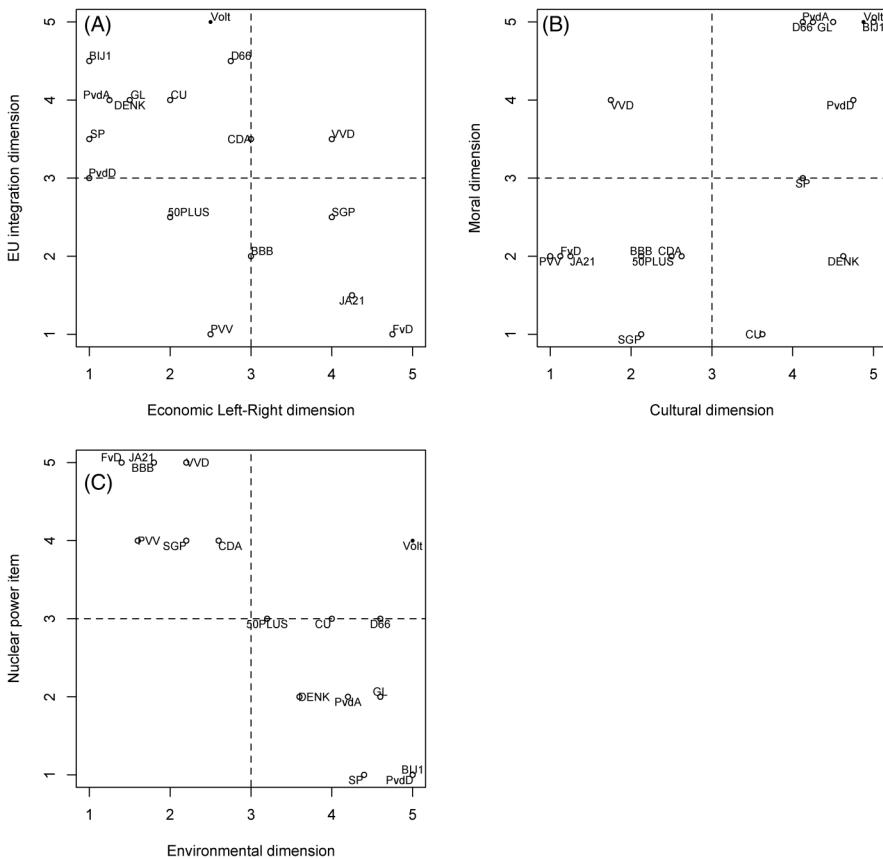 (A)
Volt
BIJ1
D66
PvdA
GL
DENK
CU
SP
CDA
VVD
PvdD
50PLUS
SGP
BBB
JA21
PVV
FvD
5
4
3
2
1
EU integration dimension
1 2 3 4 5
Economic Left-Right dimension
(B)
PvdA
Volt
D66
GL
BIJ1
VVD
PvdD
SP
FvD
PVV
JA21
BBB
CDA
50PLUS
DENK
SGP
CU
5
4
3
2
1
Moral dimension
1 2 3 4 5
Cultural dimension
(C)
FvD
JA21
BBB
VVD
PVV
SGP
CDA
Volt
50PLUS
CU
D66
DENK
PvdA
GL
SP
BIJ1
PvdD
5
4
3
2
1
Nuclear power item
1 2 3 4 5
Environmental dimension